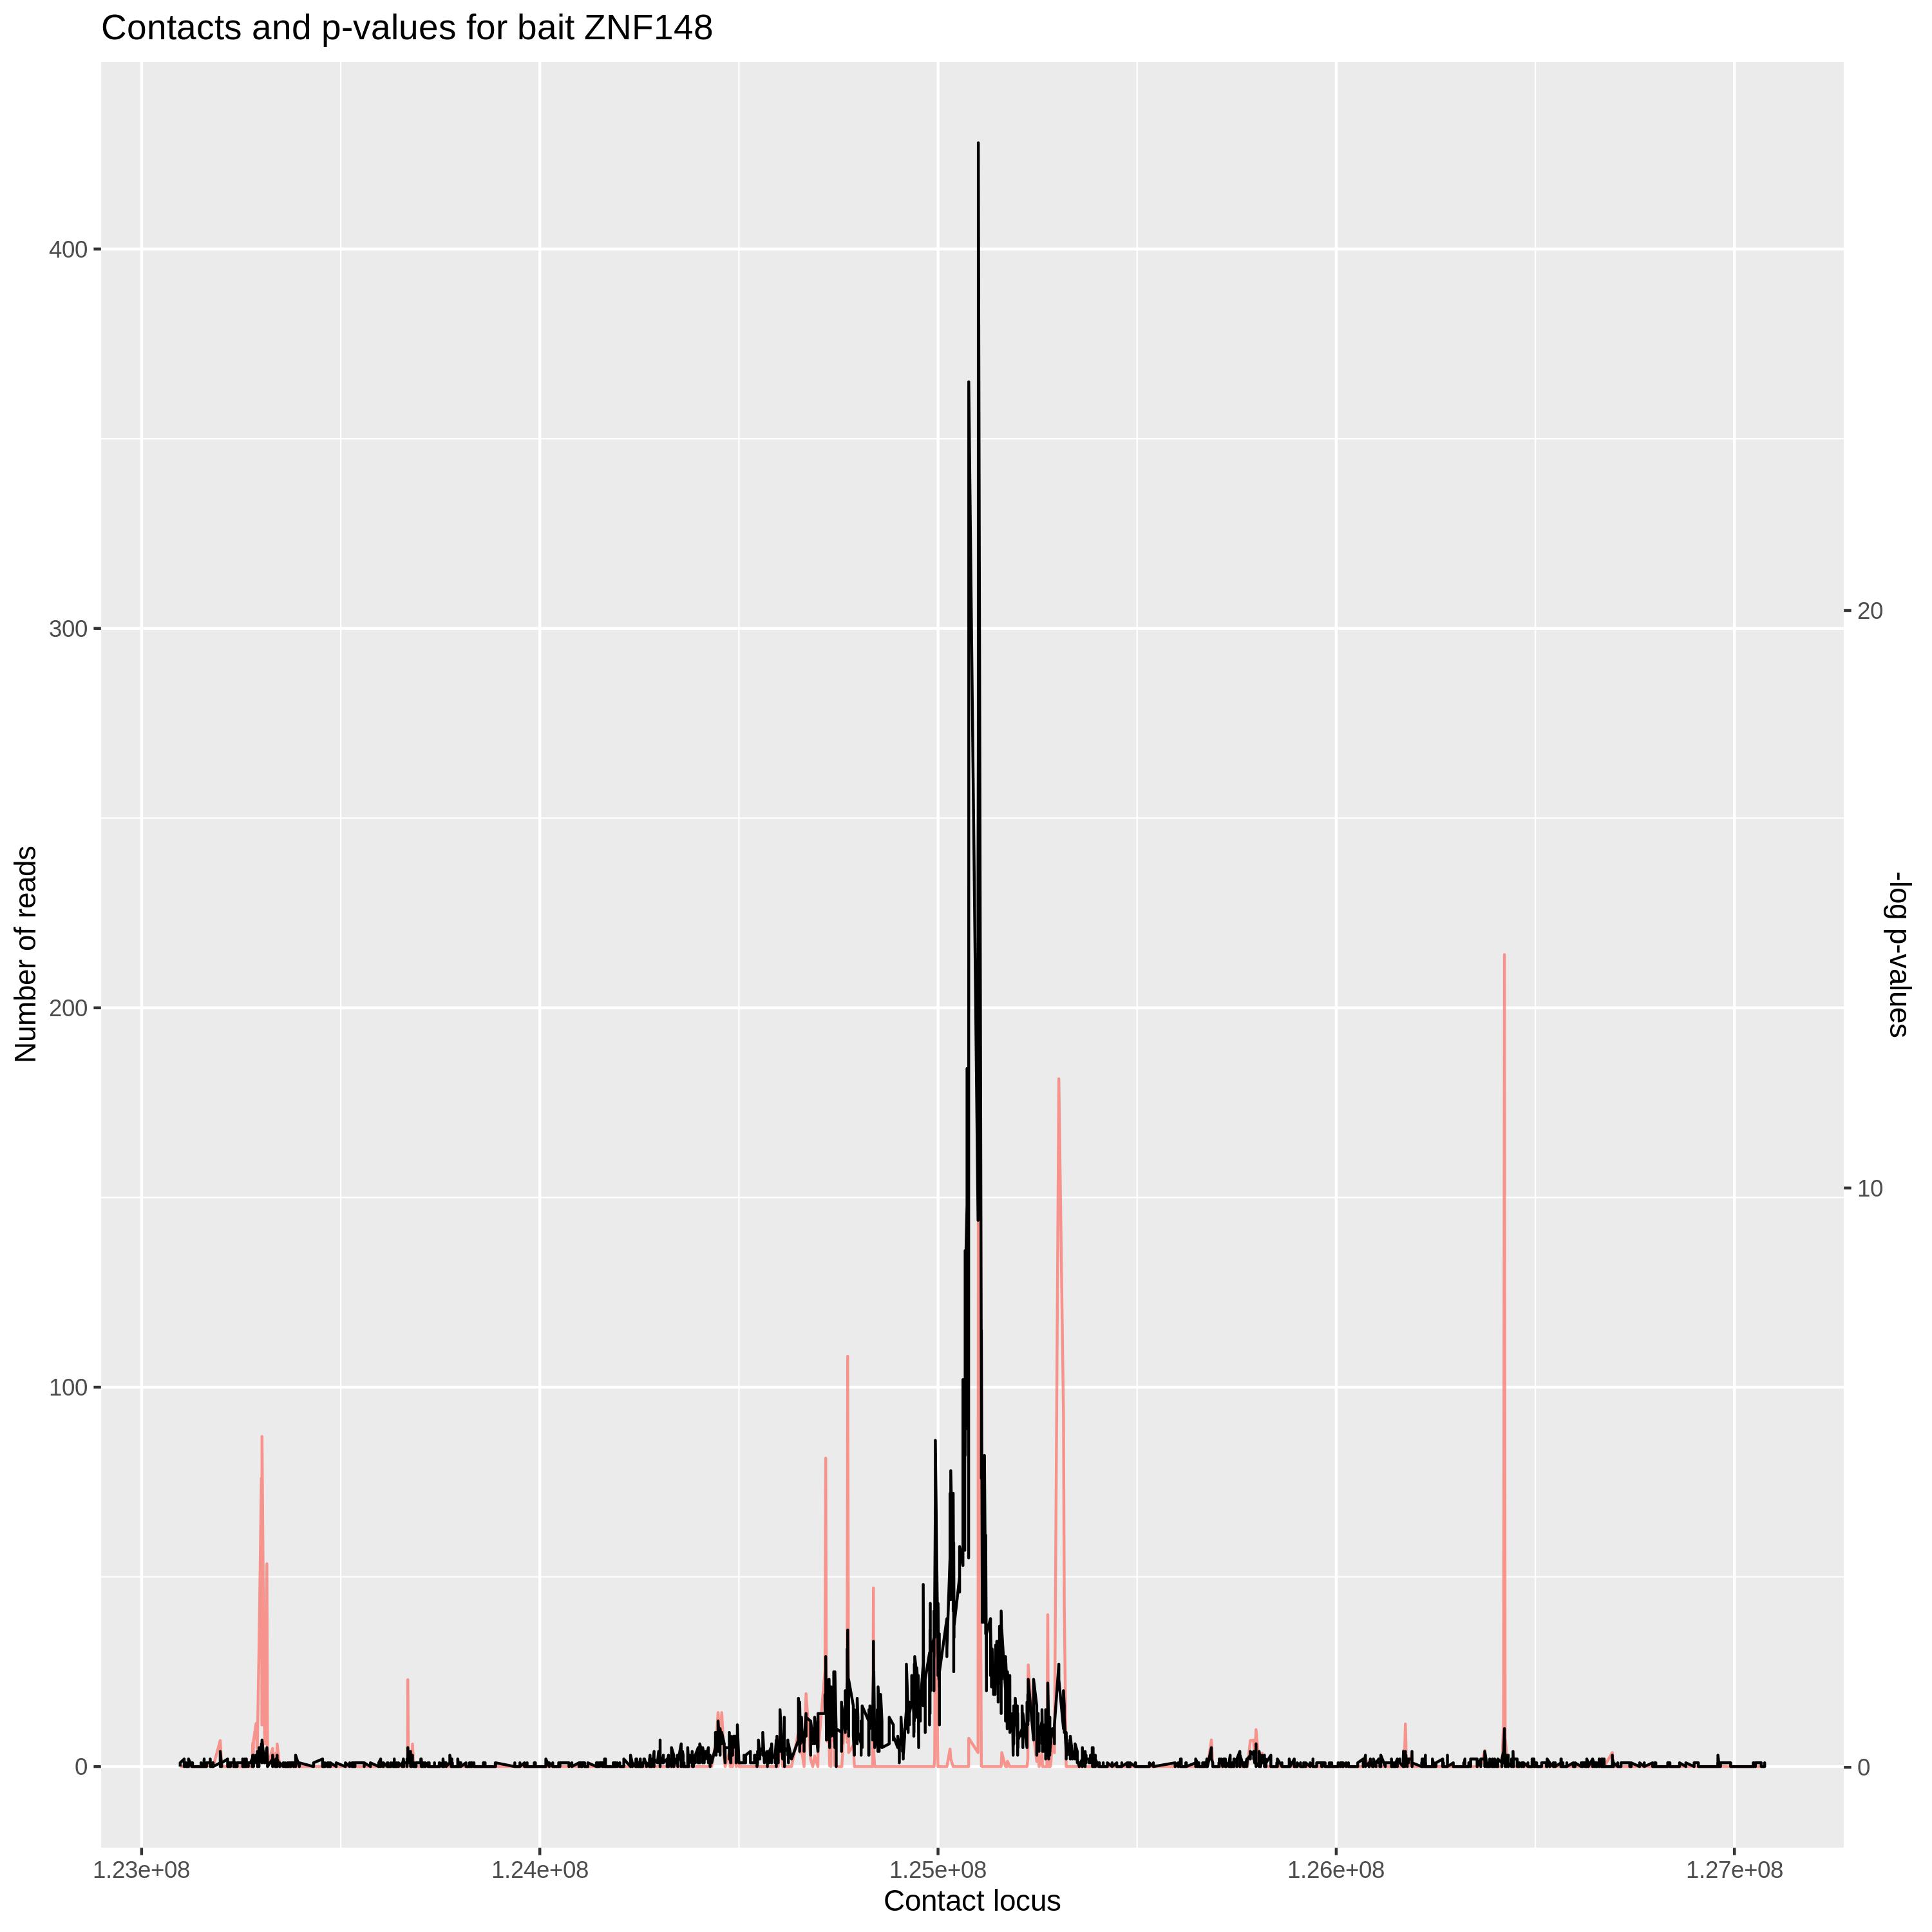 Contacts and p-values for bait ZNF148
400
300
200
100
0
Number of reads
20
10
0
-log p-values
1.23e+08
1.24e+08
1.25e+08
1.26e+08
1.27e+08
Contact locus